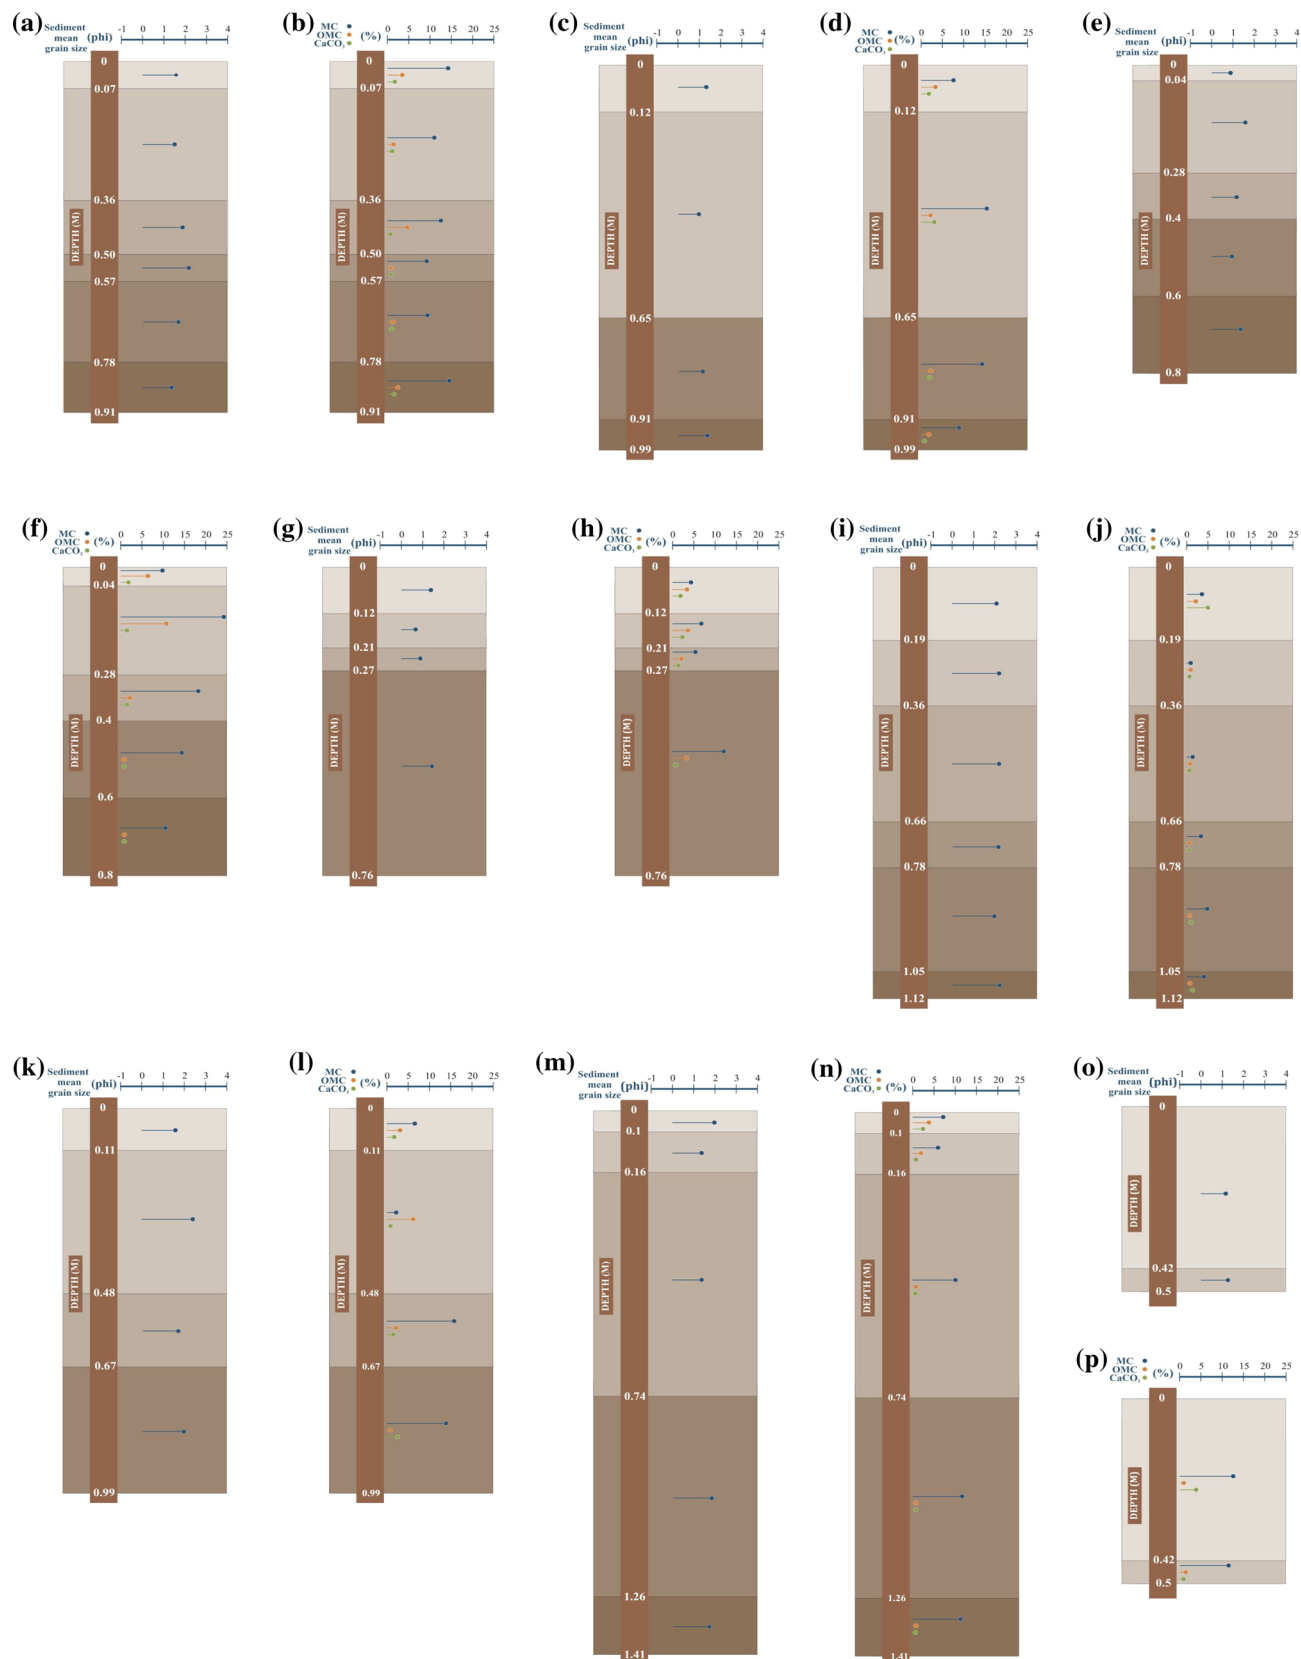 (a)
Sediment
mean
grain size
(phi)
-1 0 1 2 3 4
DEPTH (M)
0
0.07
0.36
0.50
0.57
0.78
0.91
(b)
MC
OMC
CaCO₃
(%)
0 5 10 15 20 25
DEPTH (M)
0
0.07
0.36
0.50
0.57
0.78
0.91
(c)
Sediment
mean
grain size
(phi)
-1 0 1 2 3 4
DEPTH (M)
0
0.12
0.65
0.91
0.99
(d)
MC
OMC
CaCO₃
(%)
0 5 10 15 20 25
DEPTH (M)
0
0.12
0.65
0.91
0.99
(e)
Sediment
mean
grain size
(phi)
-1 0 1 2 3 4
DEPTH (M)
0
0.04
0.28
0.4
0.6
0.8
(f)
MC
OMC
CaCO₃
(%)
0 5 10 15 20 25
DEPTH (M)
0
0.04
0.28
0.4
0.6
0.8
(g)
Sediment
mean
grain size
(phi)
-1 0 1 2 3 4
DEPTH (M)
0
0.12
0.21
0.27
0.76
(h)
MC
OMC
CaCO₃
(%)
0 5 10 15 20 25
DEPTH (M)
0
0.12
0.21
0.27
0.76
(i)
Sediment
mean
grain size
(phi)
-1 0 1 2 3 4
DEPTH (M)
0
0.19
0.36
0.66
0.78
1.05
1.12
(j)
MC
OMC
CaCO₃
(%)
0 5 10 15 20 25
DEPTH (M)
0
0.19
0.36
0.66
0.78
1.05
1.12
(k)
Sediment
mean
grain size
(phi)
-1 0 1 2 3 4
DEPTH (M)
0
0.11
0.48
0.67
0.99
(l)
MC
OMC
CaCO₃
(%)
0 5 10 15 20 25
DEPTH (M)
0
0.11
0.48
0.67
0.99
(m)
Sediment
mean
grain size
(phi)
-1 0 1 2 3 4
DEPTH (M)
0
0.1
0.16
0.74
1.26
1.41
(n)
MC
OMC
CaCO₃
(%)
0 5 10 15 20 25
DEPTH (M)
0
0.1
0.16
0.74
1.26
1.41
(o)
Sediment
mean
grain size
(phi)
-1 0 1 2 3 4
DEPTH (M)
0
0.42
0.5
(p)
MC
OMC
CaCO₃
(%)
0 5 10 15 20 25
DEPTH (M)
0
0.42
0.5